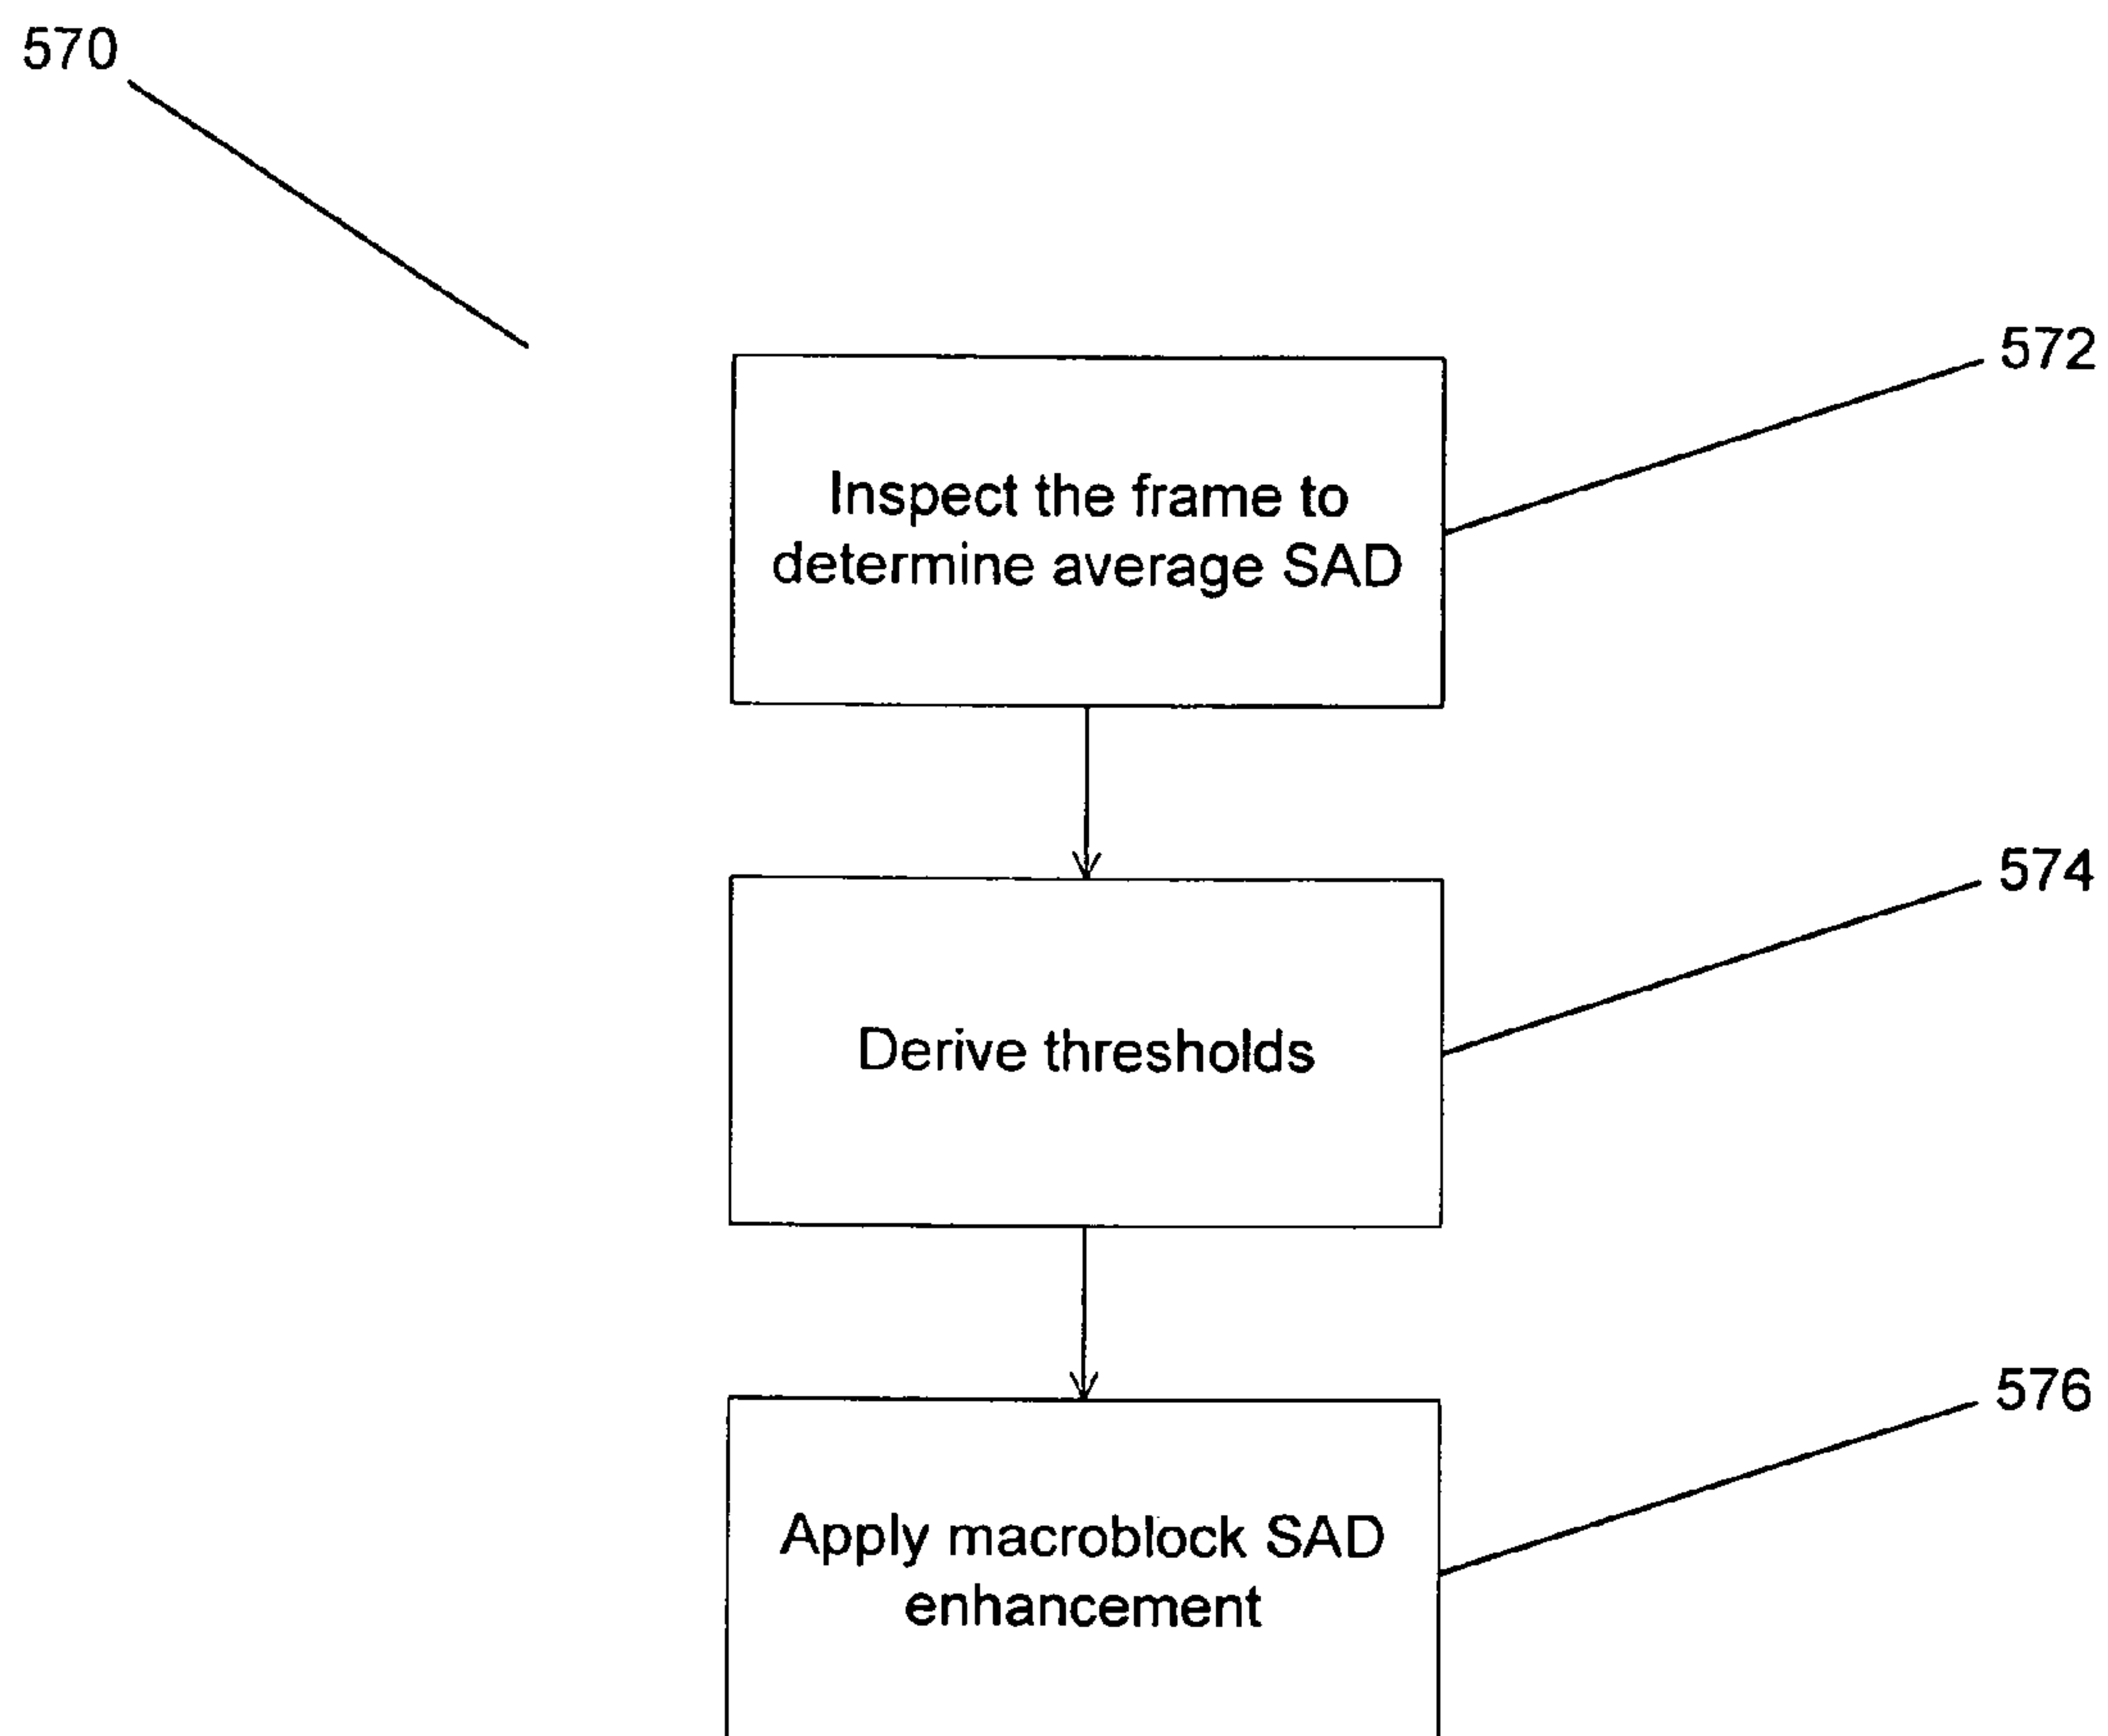 570
572
Inspect the frame to
determine average SAD
574
Derive thresholds
576
Apply macroblock SAD
enhancement